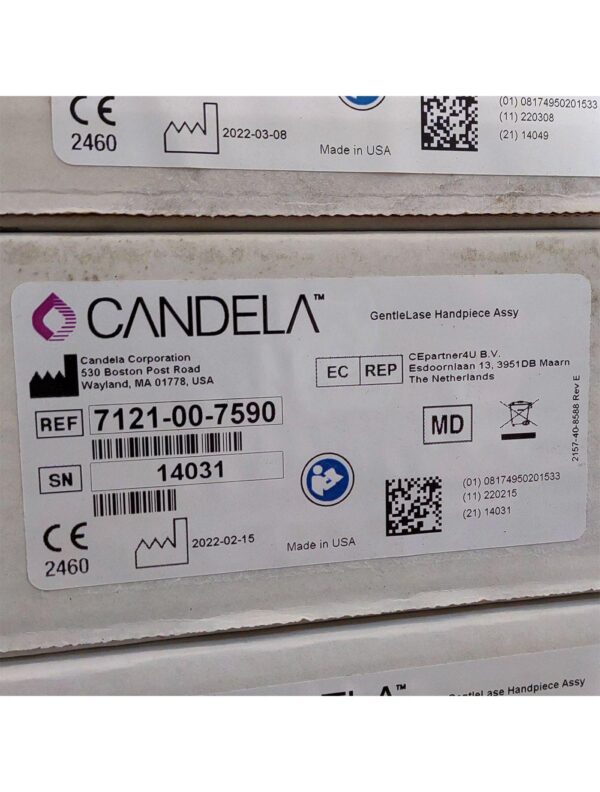 CE
2460
2022-03-08
Made in USA
(01) 08174950201533
(11) 220308
(21) 14049
CANDELA™
GentleLase Handpiece Assy
Candela Corporation
530 Boston Post Road
Wayland, MA 01778, USA
EC REP
CEpartner4U B.V.
Esdoornlaan 13, 3951DB Maarn
The Netherlands
REF 7121-00-7590
MD
2157-40-8588 Rev E
SN 14031
(01) 08174950201533
(11) 220215
(21) 14031
CE
2460
2022-02-15
Made in USA
GentleLase Handpiece Assy